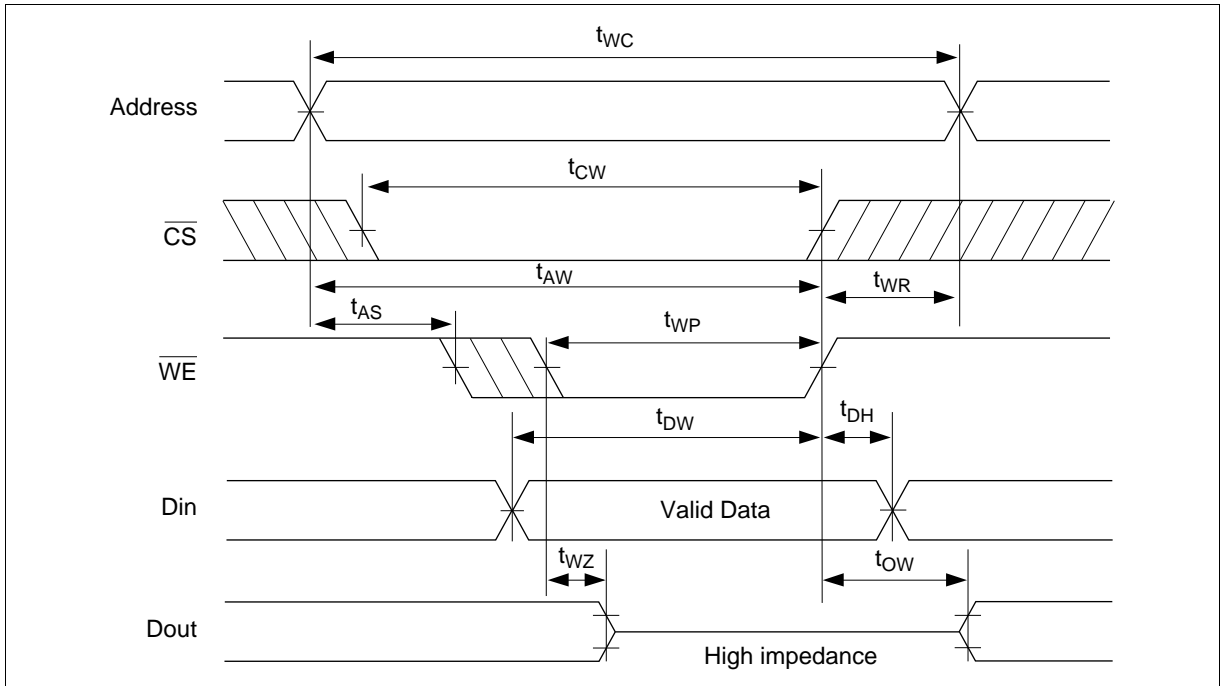 tWC
Address
tCW
CS
tAW
tWR
tAS
tWP
WE
tDW
tDH
Din
Valid Data
tWZ
tOW
Dout
High impedance